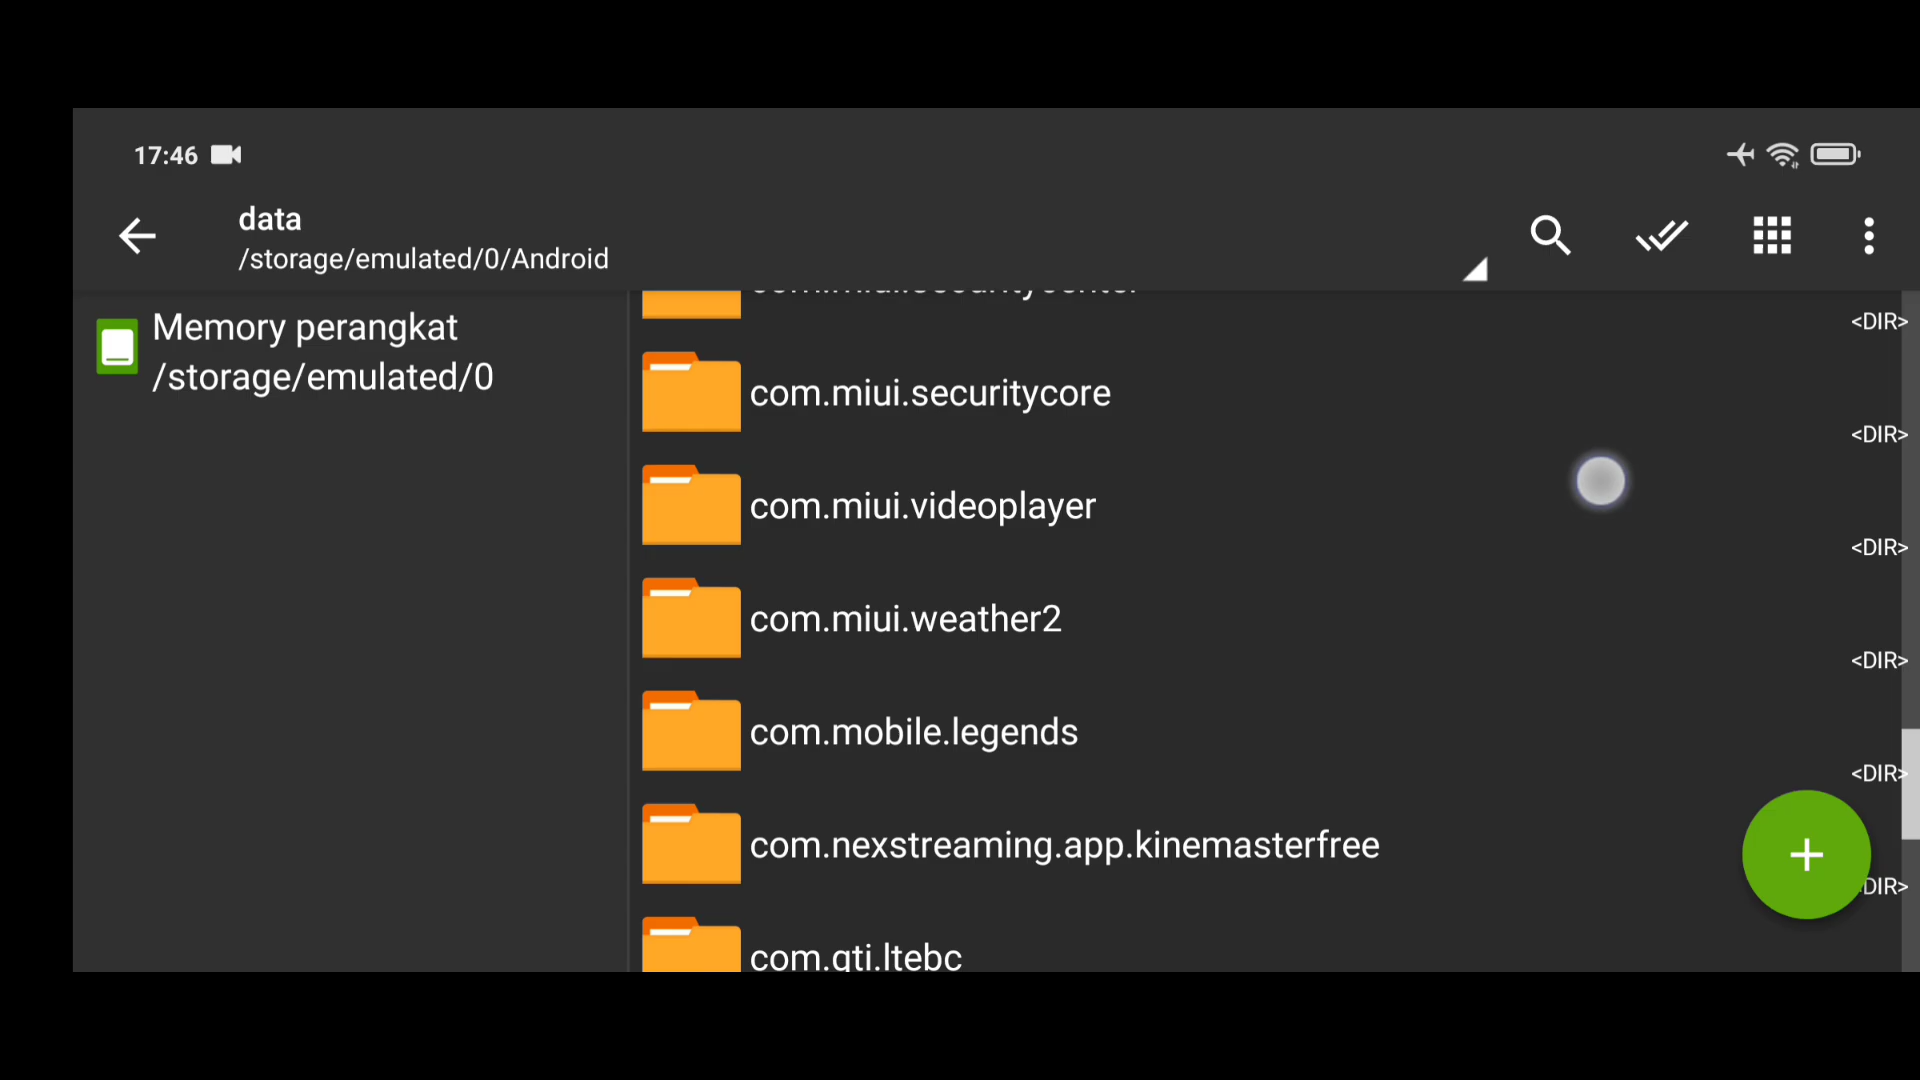 17:46
data
/storage/emulated/0/Android
Memory perangkat
/storage/emulated/0
<DIR>
com.miui.securitycore
<DIR>
com.miui.videoplayer
<DIR>
com.miui.weather2
<DIR>
com.mobile.legends
<DIR>
com.nexstreaming.app.kinemasterfree
DIR>
com.qti.ltebc